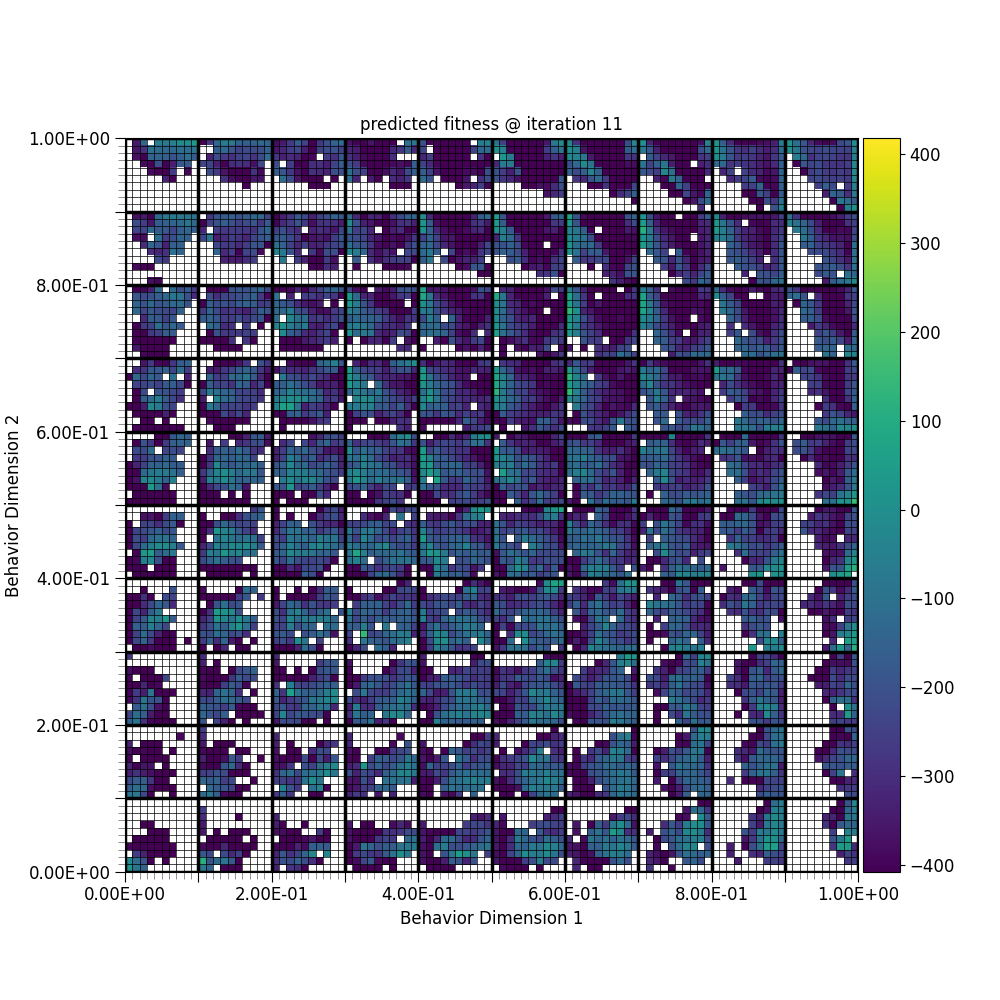 predicted fitness @ iteration 11
1.00E+00
8.00E-01
6.00E-01
4.00E-01
2.00E-01
0.00E+00
Behavior Dimension 2
0.00E+00 2.00E-01 4.00E-01 6.00E-01 8.00E-01 1.00E+00
Behavior Dimension 1
400
300
200
100
0
−100
−200
−300
−400